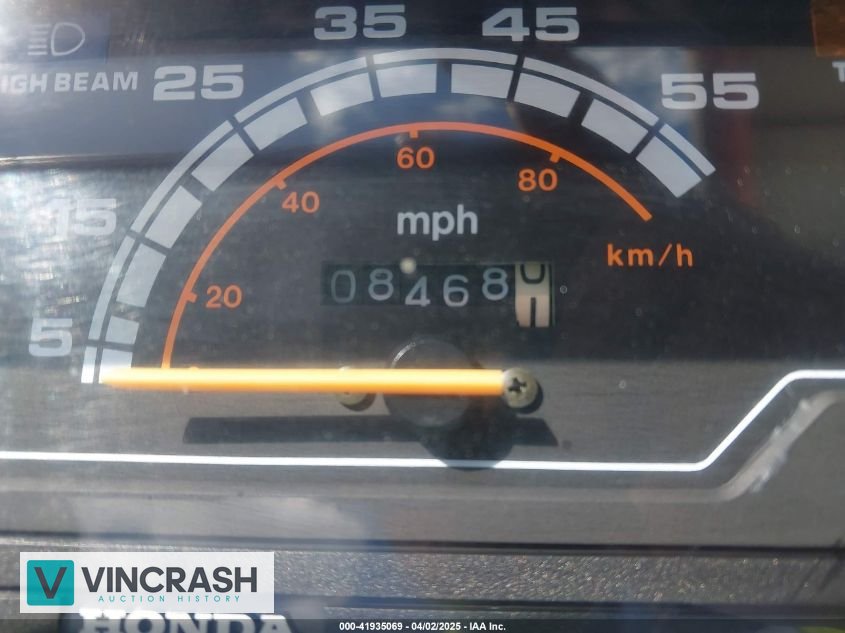 35 45
HIGH BEAM 25 55 T
60
40 80
15 mph
km/h
20 08468 0
5
VINCRASH
AUCTION HISTORY
HONDA
000-41935069 - 04/02/2025 - IAA Inc.